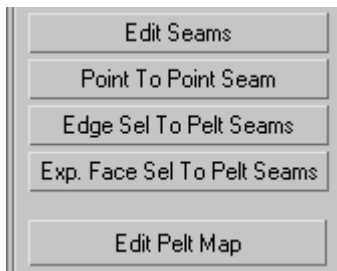 Edit Seams
Point To Point Seam
Edge Sel To Pelt Seams
Exp. Face Sel To Pelt Seams
Edit Pelt Map